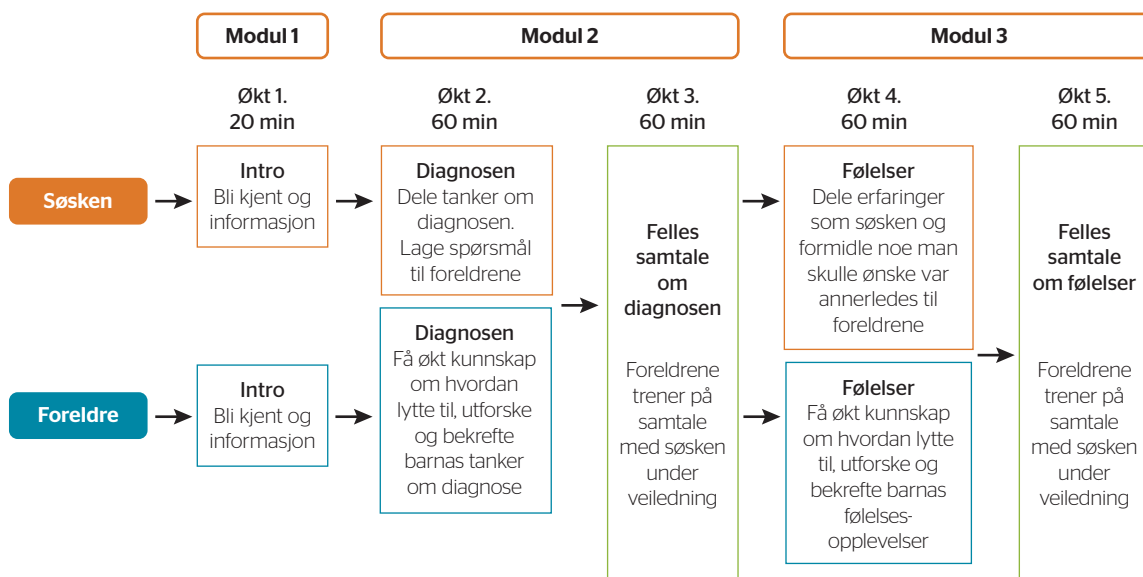 Modul 1
Modul 2
Modul 3
Økt 1.
20 min
Økt 2.
60 min
Økt 3.
60 min
Økt 4.
60 min
Økt 5.
60 min
Søsken
Intro
Bli kjent og
informasjon
Diagnosen
Dele tanker om
diagnosen.
Lage spørsmål
til foreldrene
Foreldre
Intro
Bli kjent og
informasjon
Diagnosen
Få økt kunnskap
om hvordan
lytte til, utforske
og bekrefte
barnas tanker
om diagnose
Felles
samtale
om
diagnosen
Foreldrene
trener på
samtale
med søsken
under
veiledning
Følelser
Dele erfaringer
som søsken og
formidle noe man
skulle ønske var
annerledes til
foreldrene
Følelser
Få økt kunnskap
om hvordan lytte
til, utforske og
bekrefte barnas
følelses-
opplevelser
Felles
samtale
om følelser
Foreldrene
trener på
samtale
med søsken
under
veiledning